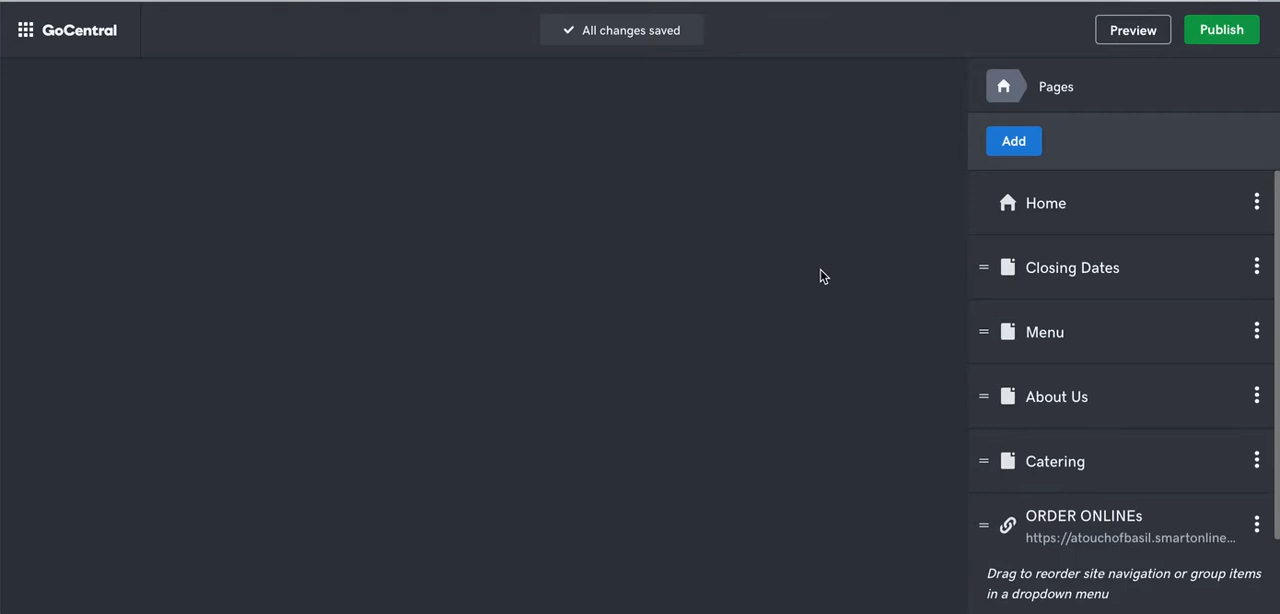 GoCentral
All changes saved
Preview
Publish
Pages
Add
Home
Closing Dates
Menu
About Us
Catering
ORDER ONLINEs
https://atouchofbasil.smartonline...
Drag to reorder site navigation or group items
in a dropdown menu